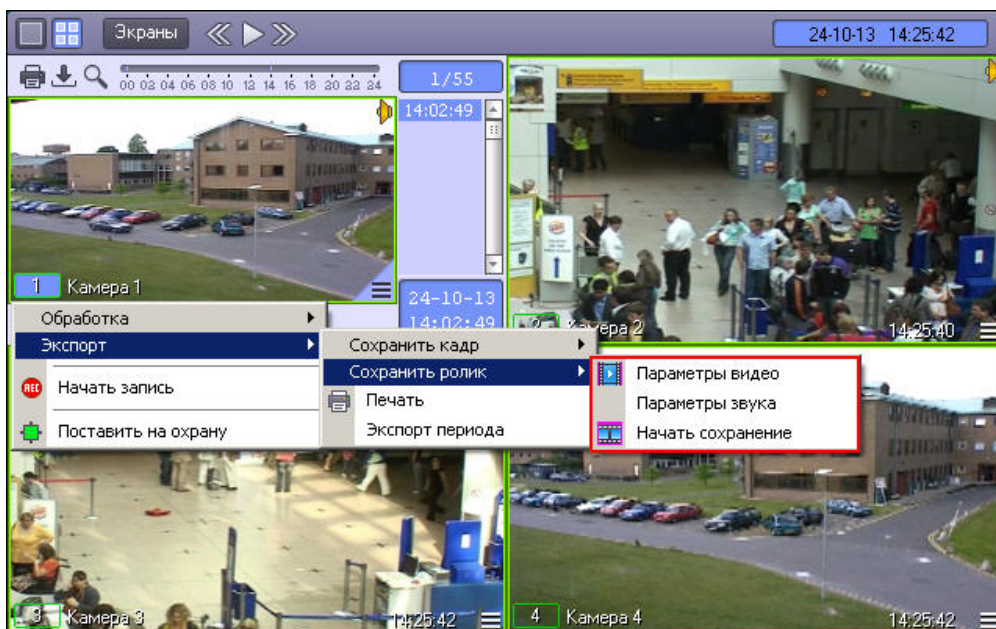 Экраны
24-10-13 14:25:42
00 02 04 06 08 10 12 14 16 18 20 22 24
1/55
14:02:49
1 Камера 1
24-10-13
14:02:49
2 Камера 2 14:25:40
Обработка
Экспорт
Начать запись
REC
Поставить на охрану
Сохранить кадр
Сохранить ролик
Печать
Экспорт периода
Параметры видео
Параметры звука
Начать сохранение
3 Камера 3 14:25:42
4 Камера 4 14:25:42